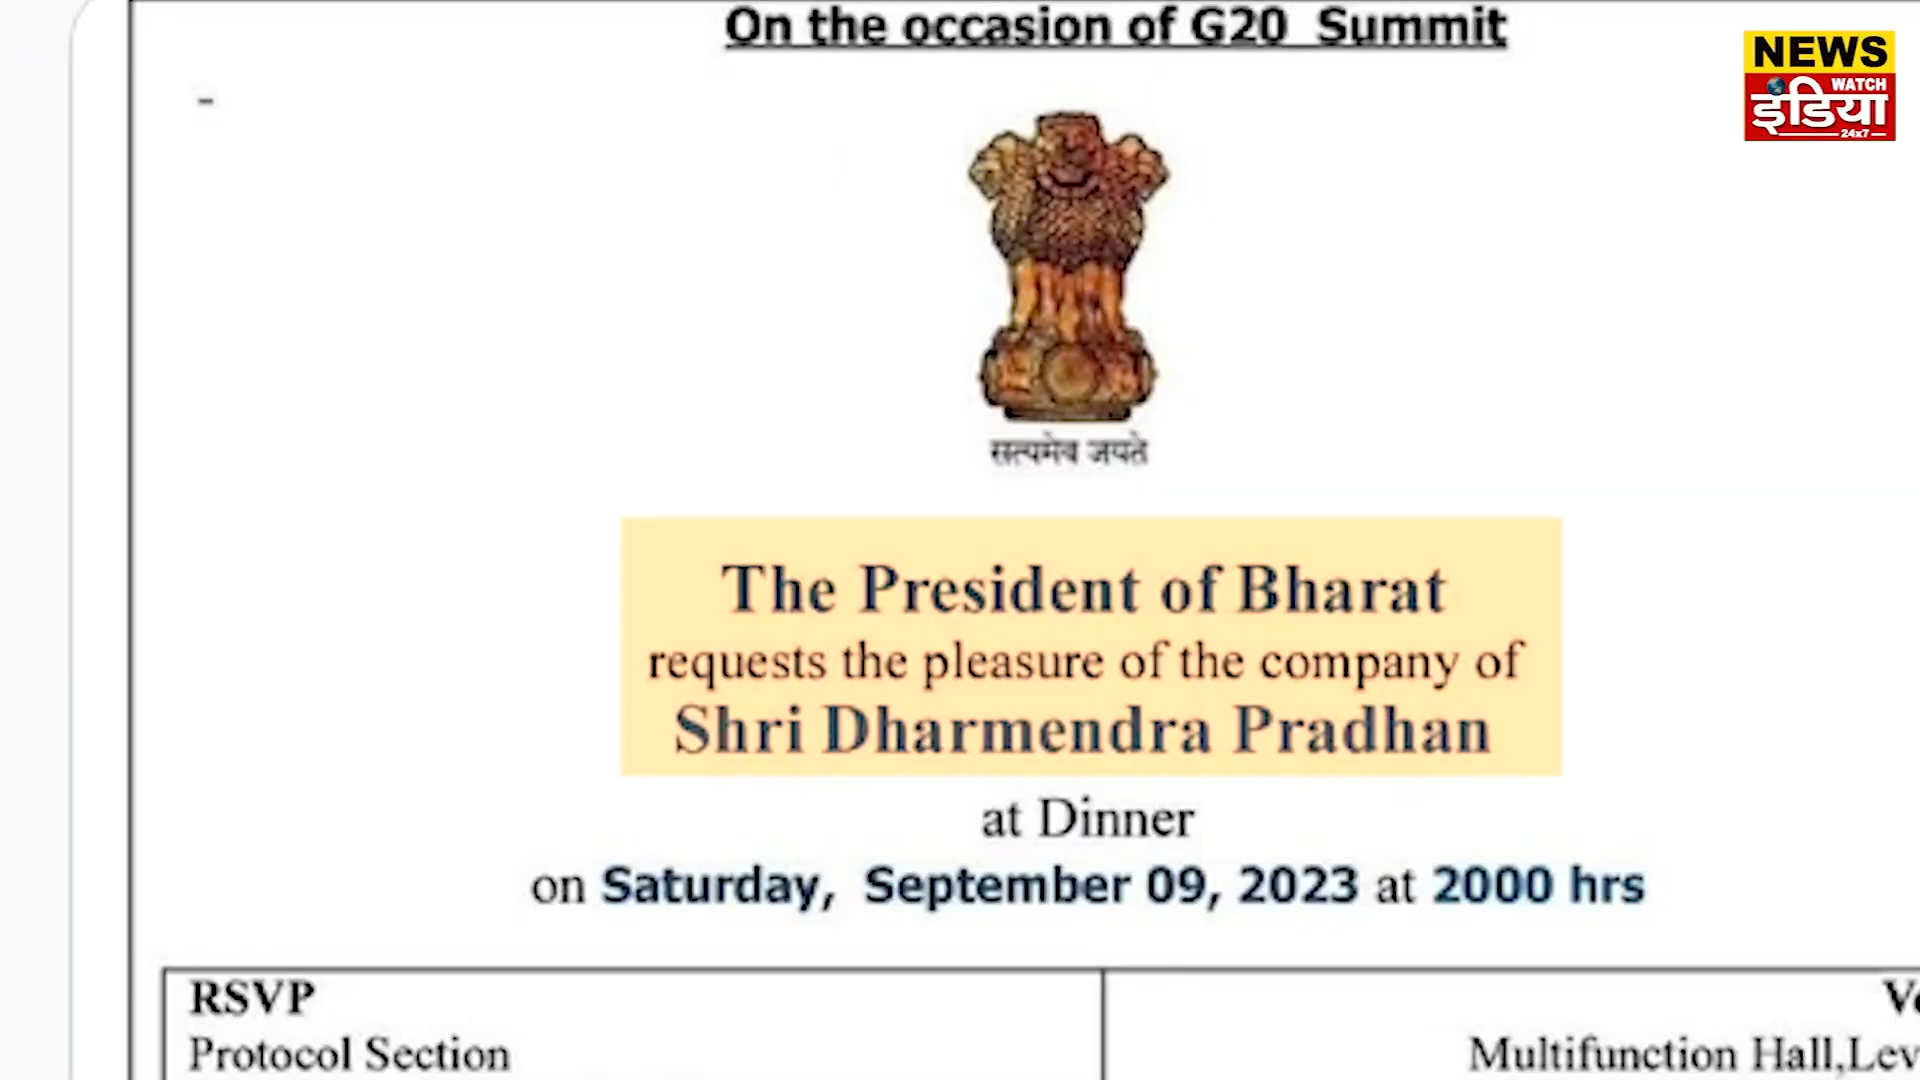 On the occasion of G20 Summit
-
NEWS
WATCH
इंडिया
24x7
सत्यमेव जयते
The President of Bharat
requests the pleasure of the company of
Shri Dharmendra Pradhan
at Dinner
on Saturday, September 09, 2023 at 2000 hrs
RSVP
Protocol Section
Multifunction Hall,